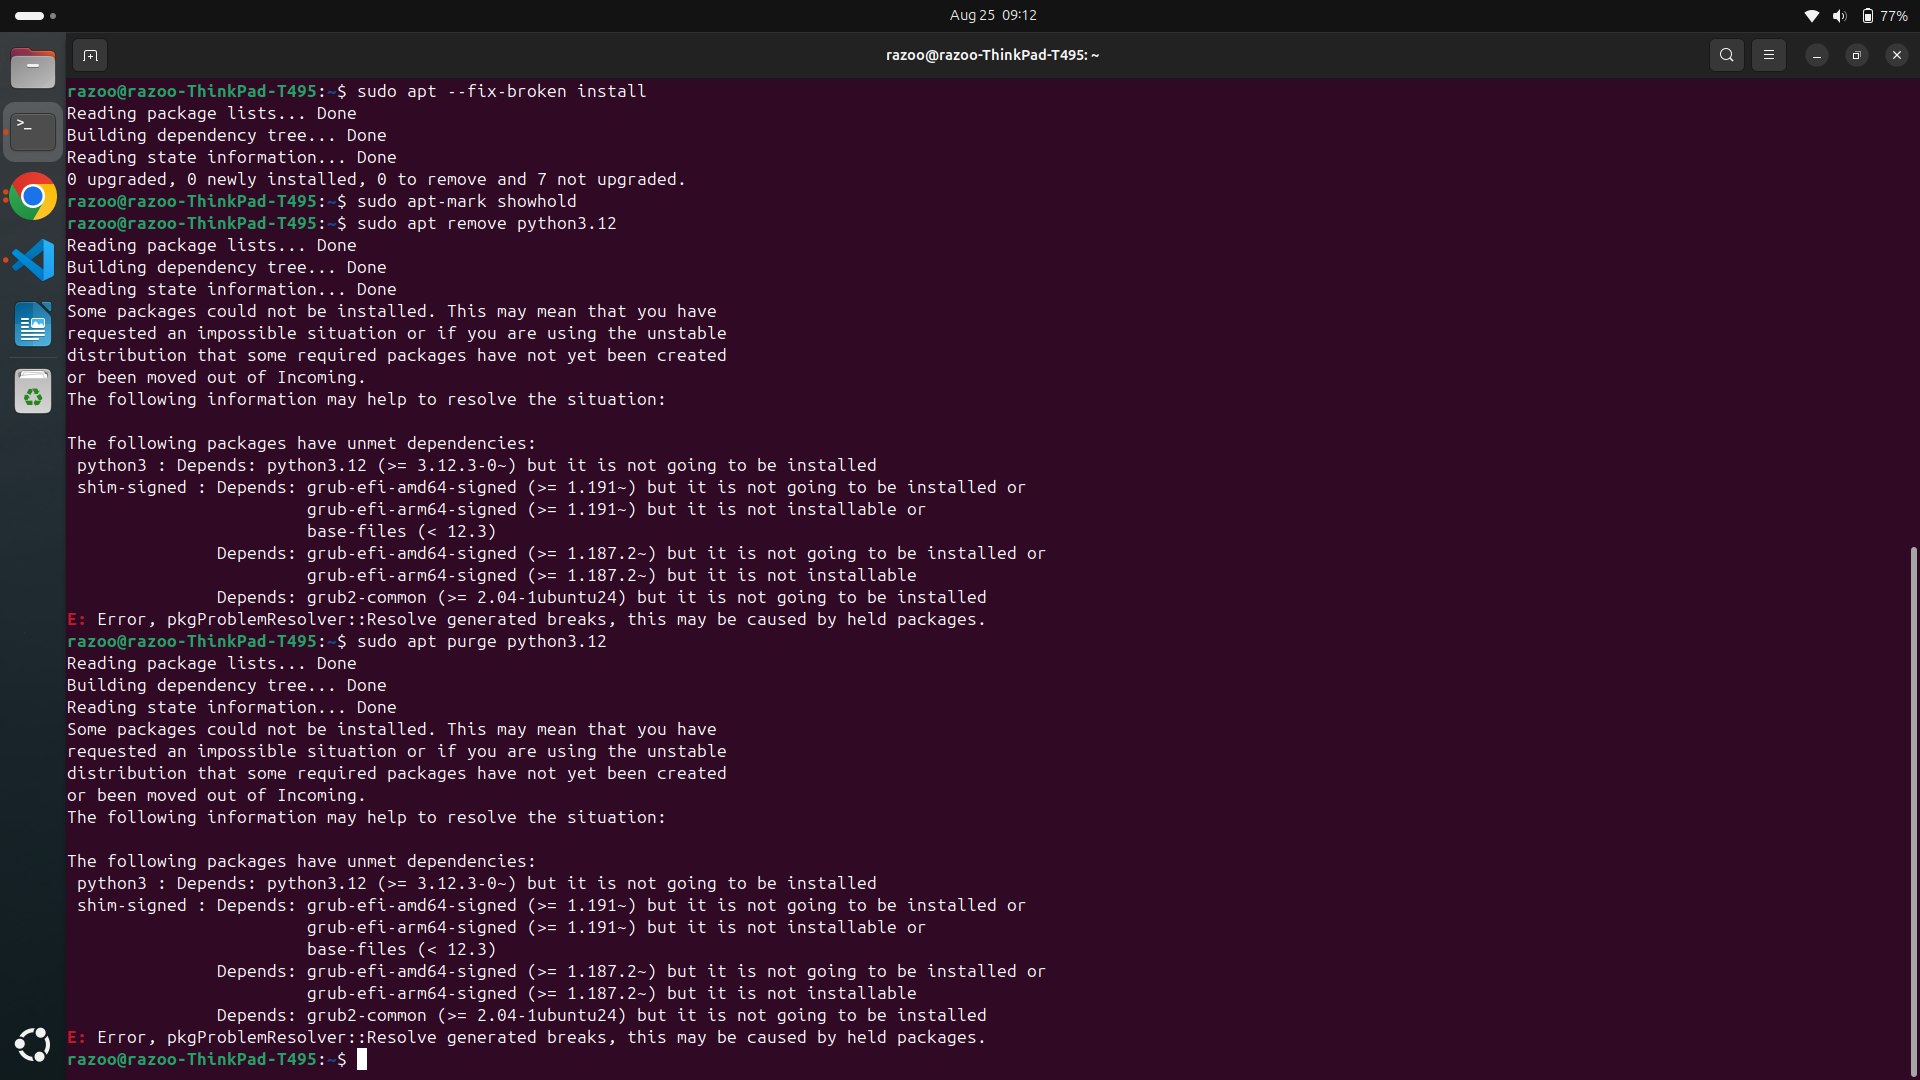 Aug 25 09:12
77%
razoo@razoo-ThinkPad-T495: ~
razoo@razoo-ThinkPad-T495:~$ sudo apt --fix-broken install
Reading package lists... Done
Building dependency tree... Done
Reading state information... Done
0 upgraded, 0 newly installed, 0 to remove and 7 not upgraded.
razoo@razoo-ThinkPad-T495:~$ sudo apt-mark showhold
razoo@razoo-ThinkPad-T495:~$ sudo apt remove python3.12
Reading package lists... Done
Building dependency tree... Done
Reading state information... Done
Some packages could not be installed. This may mean that you have
requested an impossible situation or if you are using the unstable
distribution that some required packages have not yet been created
or been moved out of Incoming.
The following information may help to resolve the situation:

The following packages have unmet dependencies:
 python3 : Depends: python3.12 (>= 3.12.3-0~) but it is not going to be installed
 shim-signed : Depends: grub-efi-amd64-signed (>= 1.191~) but it is not going to be installed or
                        grub-efi-arm64-signed (>= 1.191~) but it is not installable or
                        base-files (< 12.3)
               Depends: grub-efi-amd64-signed (>= 1.187.2~) but it is not going to be installed or
                        grub-efi-arm64-signed (>= 1.187.2~) but it is not installable
               Depends: grub2-common (>= 2.04-1ubuntu24) but it is not going to be installed
E: Error, pkgProblemResolver::Resolve generated breaks, this may be caused by held packages.
razoo@razoo-ThinkPad-T495:~$ sudo apt purge python3.12
Reading package lists... Done
Building dependency tree... Done
Reading state information... Done
Some packages could not be installed. This may mean that you have
requested an impossible situation or if you are using the unstable
distribution that some required packages have not yet been created
or been moved out of Incoming.
The following information may help to resolve the situation:

The following packages have unmet dependencies:
 python3 : Depends: python3.12 (>= 3.12.3-0~) but it is not going to be installed
 shim-signed : Depends: grub-efi-amd64-signed (>= 1.191~) but it is not going to be installed or
                        grub-efi-arm64-signed (>= 1.191~) but it is not installable or
                        base-files (< 12.3)
               Depends: grub-efi-amd64-signed (>= 1.187.2~) but it is not going to be installed or
                        grub-efi-arm64-signed (>= 1.187.2~) but it is not installable
               Depends: grub2-common (>= 2.04-1ubuntu24) but it is not going to be installed
E: Error, pkgProblemResolver::Resolve generated breaks, this may be caused by held packages.
razoo@razoo-ThinkPad-T495:~$